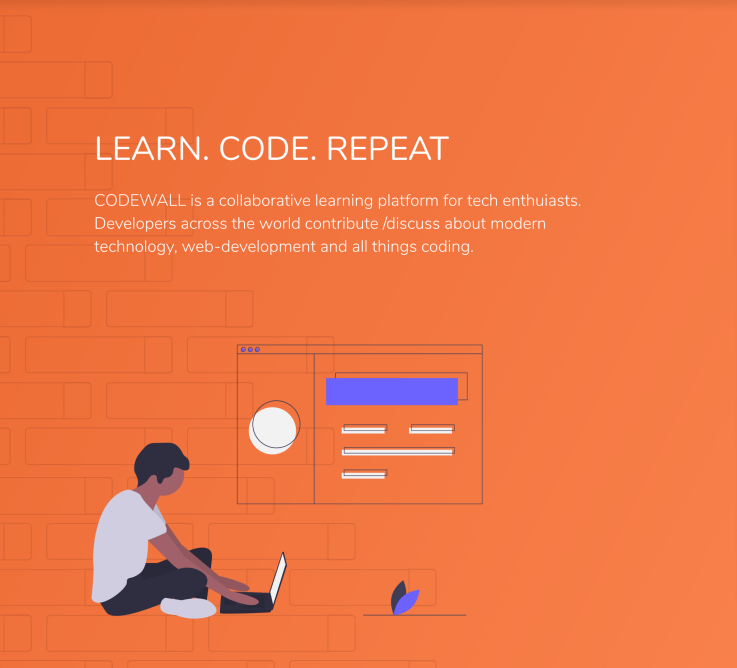 LEARN. CODE. REPEAT
CODEWALL is a collaborative learning platform for tech enthuiasts.
Developers across the world contribute /discuss about modern
technology, web-development and all things coding.